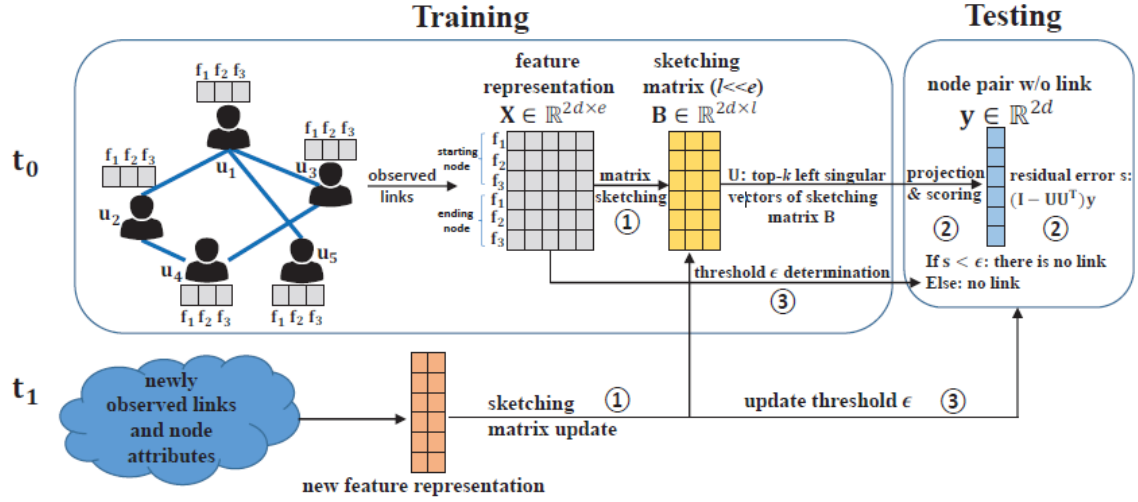 Training
Testing
t₀
f₁ f₂ f₃
u₁
f₁ f₂ f₃
u₃
f₁ f₂ f₃
u₂
u₅
u₄
f₁ f₂ f₃
f₁ f₂ f₃
observed
links
feature
representation
X ∈ ℝ^{2d×e}
starting
node
f₁
f₂
f₃
ending
node
f₁
f₂
f₃
matrix
sketching
①
sketching
matrix (l<<e)
B ∈ ℝ^{2d×l}
U: top-k left singular
vectors of sketching
matrix B
threshold ϵ determination
③
projection
& scoring
②
node pair w/o link
y ∈ ℝ^{2d}
residual error s:
(I − UUᵀ)y
②
If s < ϵ: there is no link
Else: no link
t₁
newly
observed links
and node
attributes
new feature representation
sketching
matrix update
①
update threshold ϵ
③